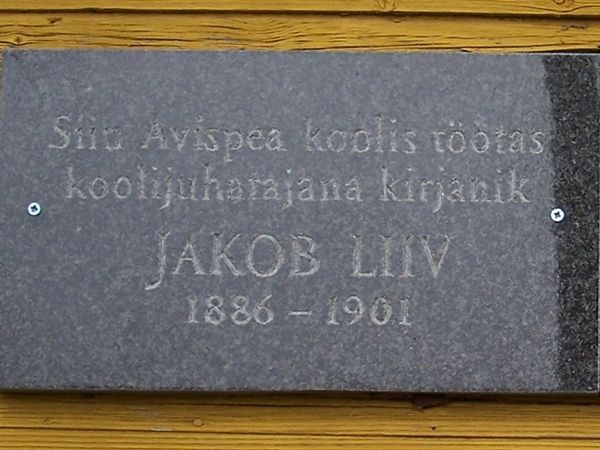 Siin Avispea koolis töötas
koolijuhatajana kirjanik
JAKOB LIIV
1886 – 1901